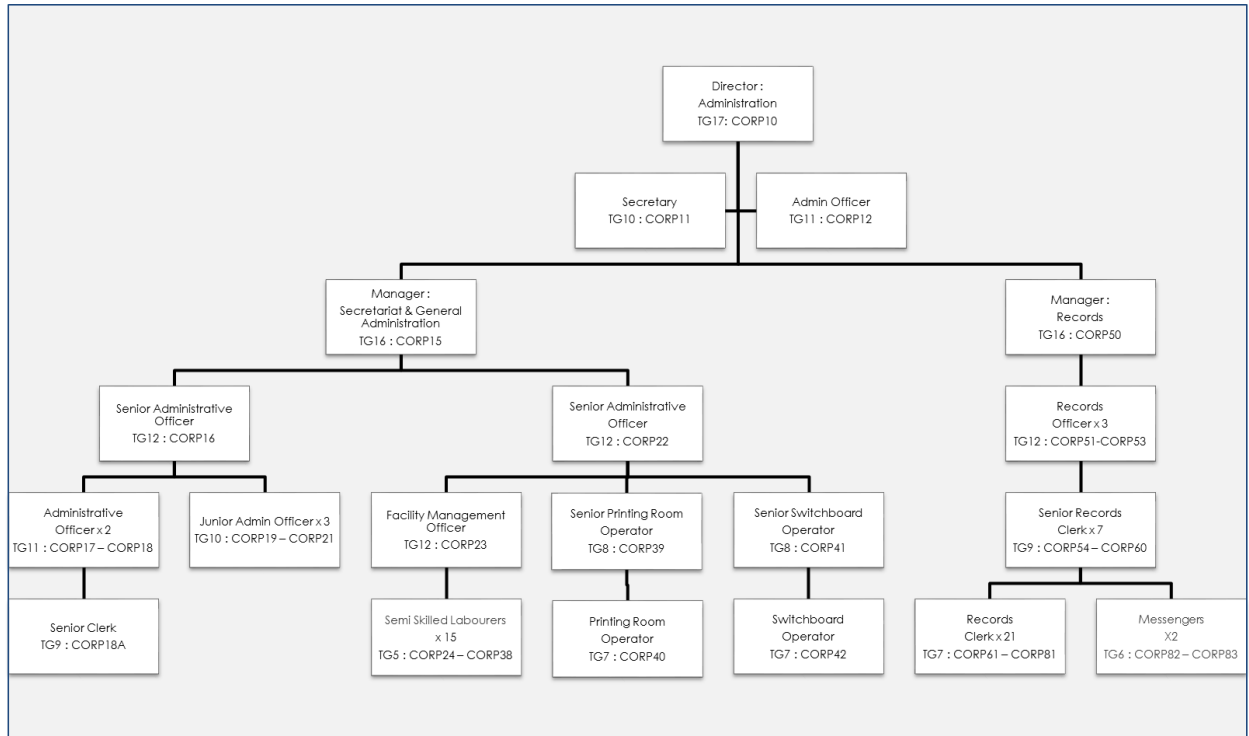 Director :
Administration
TG17: CORP10
Secretary
TG10 : CORP11
Admin Officer
TG11 : CORP12
Manager :
Secretariat & General
Administration
TG16 : CORP15
Manager :
Records
TG16 : CORP50
Senior Administrative
Officer
TG12 : CORP16
Senior Administrative
Officer
TG12 : CORP22
Records
Officer x 3
TG12 : CORP51-CORP53
Administrative
Officer x 2
TG11 : CORP17 – CORP18
Junior Admin Officer x 3
TG10 : CORP19 – CORP21
Facility Management
Officer
TG12 : CORP23
Senior Printing Room
Operator
TG8 : CORP39
Senior Switchboard
Operator
TG8 : CORP41
Senior Records
Clerk x 7
TG9 : CORP54 – CORP60
Senior Clerk
TG9 : CORP18A
Semi Skilled Labourers
x 15
TG5 : CORP24 – CORP38
Printing Room
Operator
TG7 : CORP40
Switchboard
Operator
TG7 : CORP42
Records
Clerk x 21
TG7 : CORP61 – CORP81
Messengers
X2
TG6 : CORP82 – CORP83